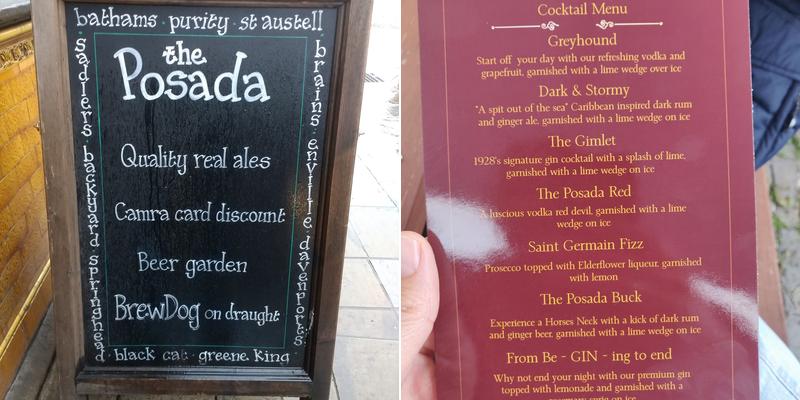 bathams · purity · st austell
sadlers backyard springhead
brains enville davenports
the
Posada
Quality real ales
Camra card discount
Beer garden
BrewDog on draught
black cat · greene king
Cocktail Menu
Greyhound
Start off your day with our refreshing vodka and
grapefruit, garnished with a lime wedge over ice
Dark & Stormy
"A spit out of the sea" Caribbean inspired dark rum
and ginger ale, garnished with a lime wedge on ice
The Gimlet
1928's signature gin cocktail with a splash of lime,
garnished with a lime wedge on ice
The Posada Red
A luscious vodka red devil, garnished with a lime
wedge on ice
Saint Germain Fizz
Prosecco topped with Elderflower liqueur, garnished
with lemon
The Posada Buck
Experience a Horses Neck with a kick of dark rum
and ginger beer, garnished with a lime wedge on ice
From Be - GIN - ing to end
Why not end your night with our premium gin
topped with lemonade and garnished with a
rosemary sprig on ice